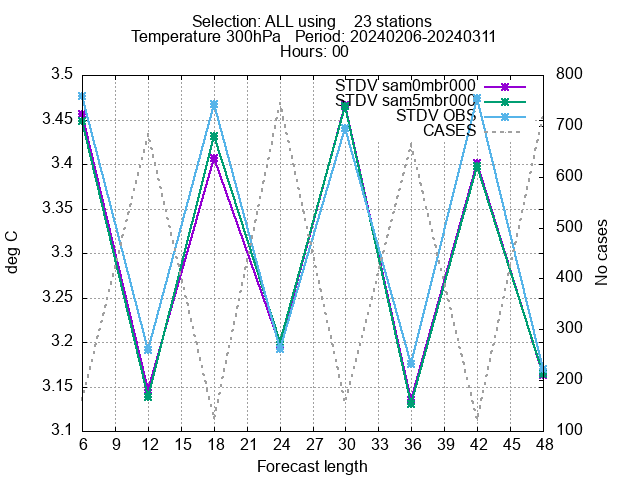 Selection: ALL using    23 stations
Temperature 300hPa   Period: 20240206-20240311
Hours: 00
STDV sam0mbr000
STDV sam5mbr000
STDV OBS
CASES
3.5
3.45
3.4
3.35
3.3
3.25
3.2
3.15
3.1
800
700
600
500
400
300
200
100
deg C
No cases
6 9 12 15 18 21 24 27 30 33 36 39 42 45 48
Forecast length